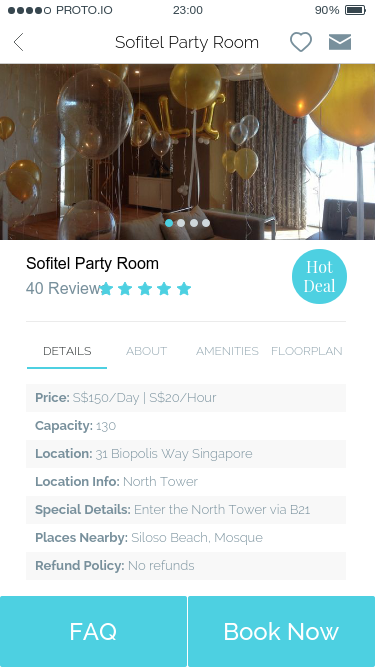 PROTO.IO 23:00 90%
Sofitel Party Room
Sofitel Party Room
40 Reviews
Hot
Deal
DETAILS ABOUT AMENITIES FLOORPLAN
Price: S$150/Day | S$20/Hour
Capacity: 130
Location: 31 Biopolis Way Singapore
Location Info: North Tower
Special Details: Enter the North Tower via B21
Places Nearby: Siloso Beach, Mosque
Refund Policy: No refunds
FAQ Book Now